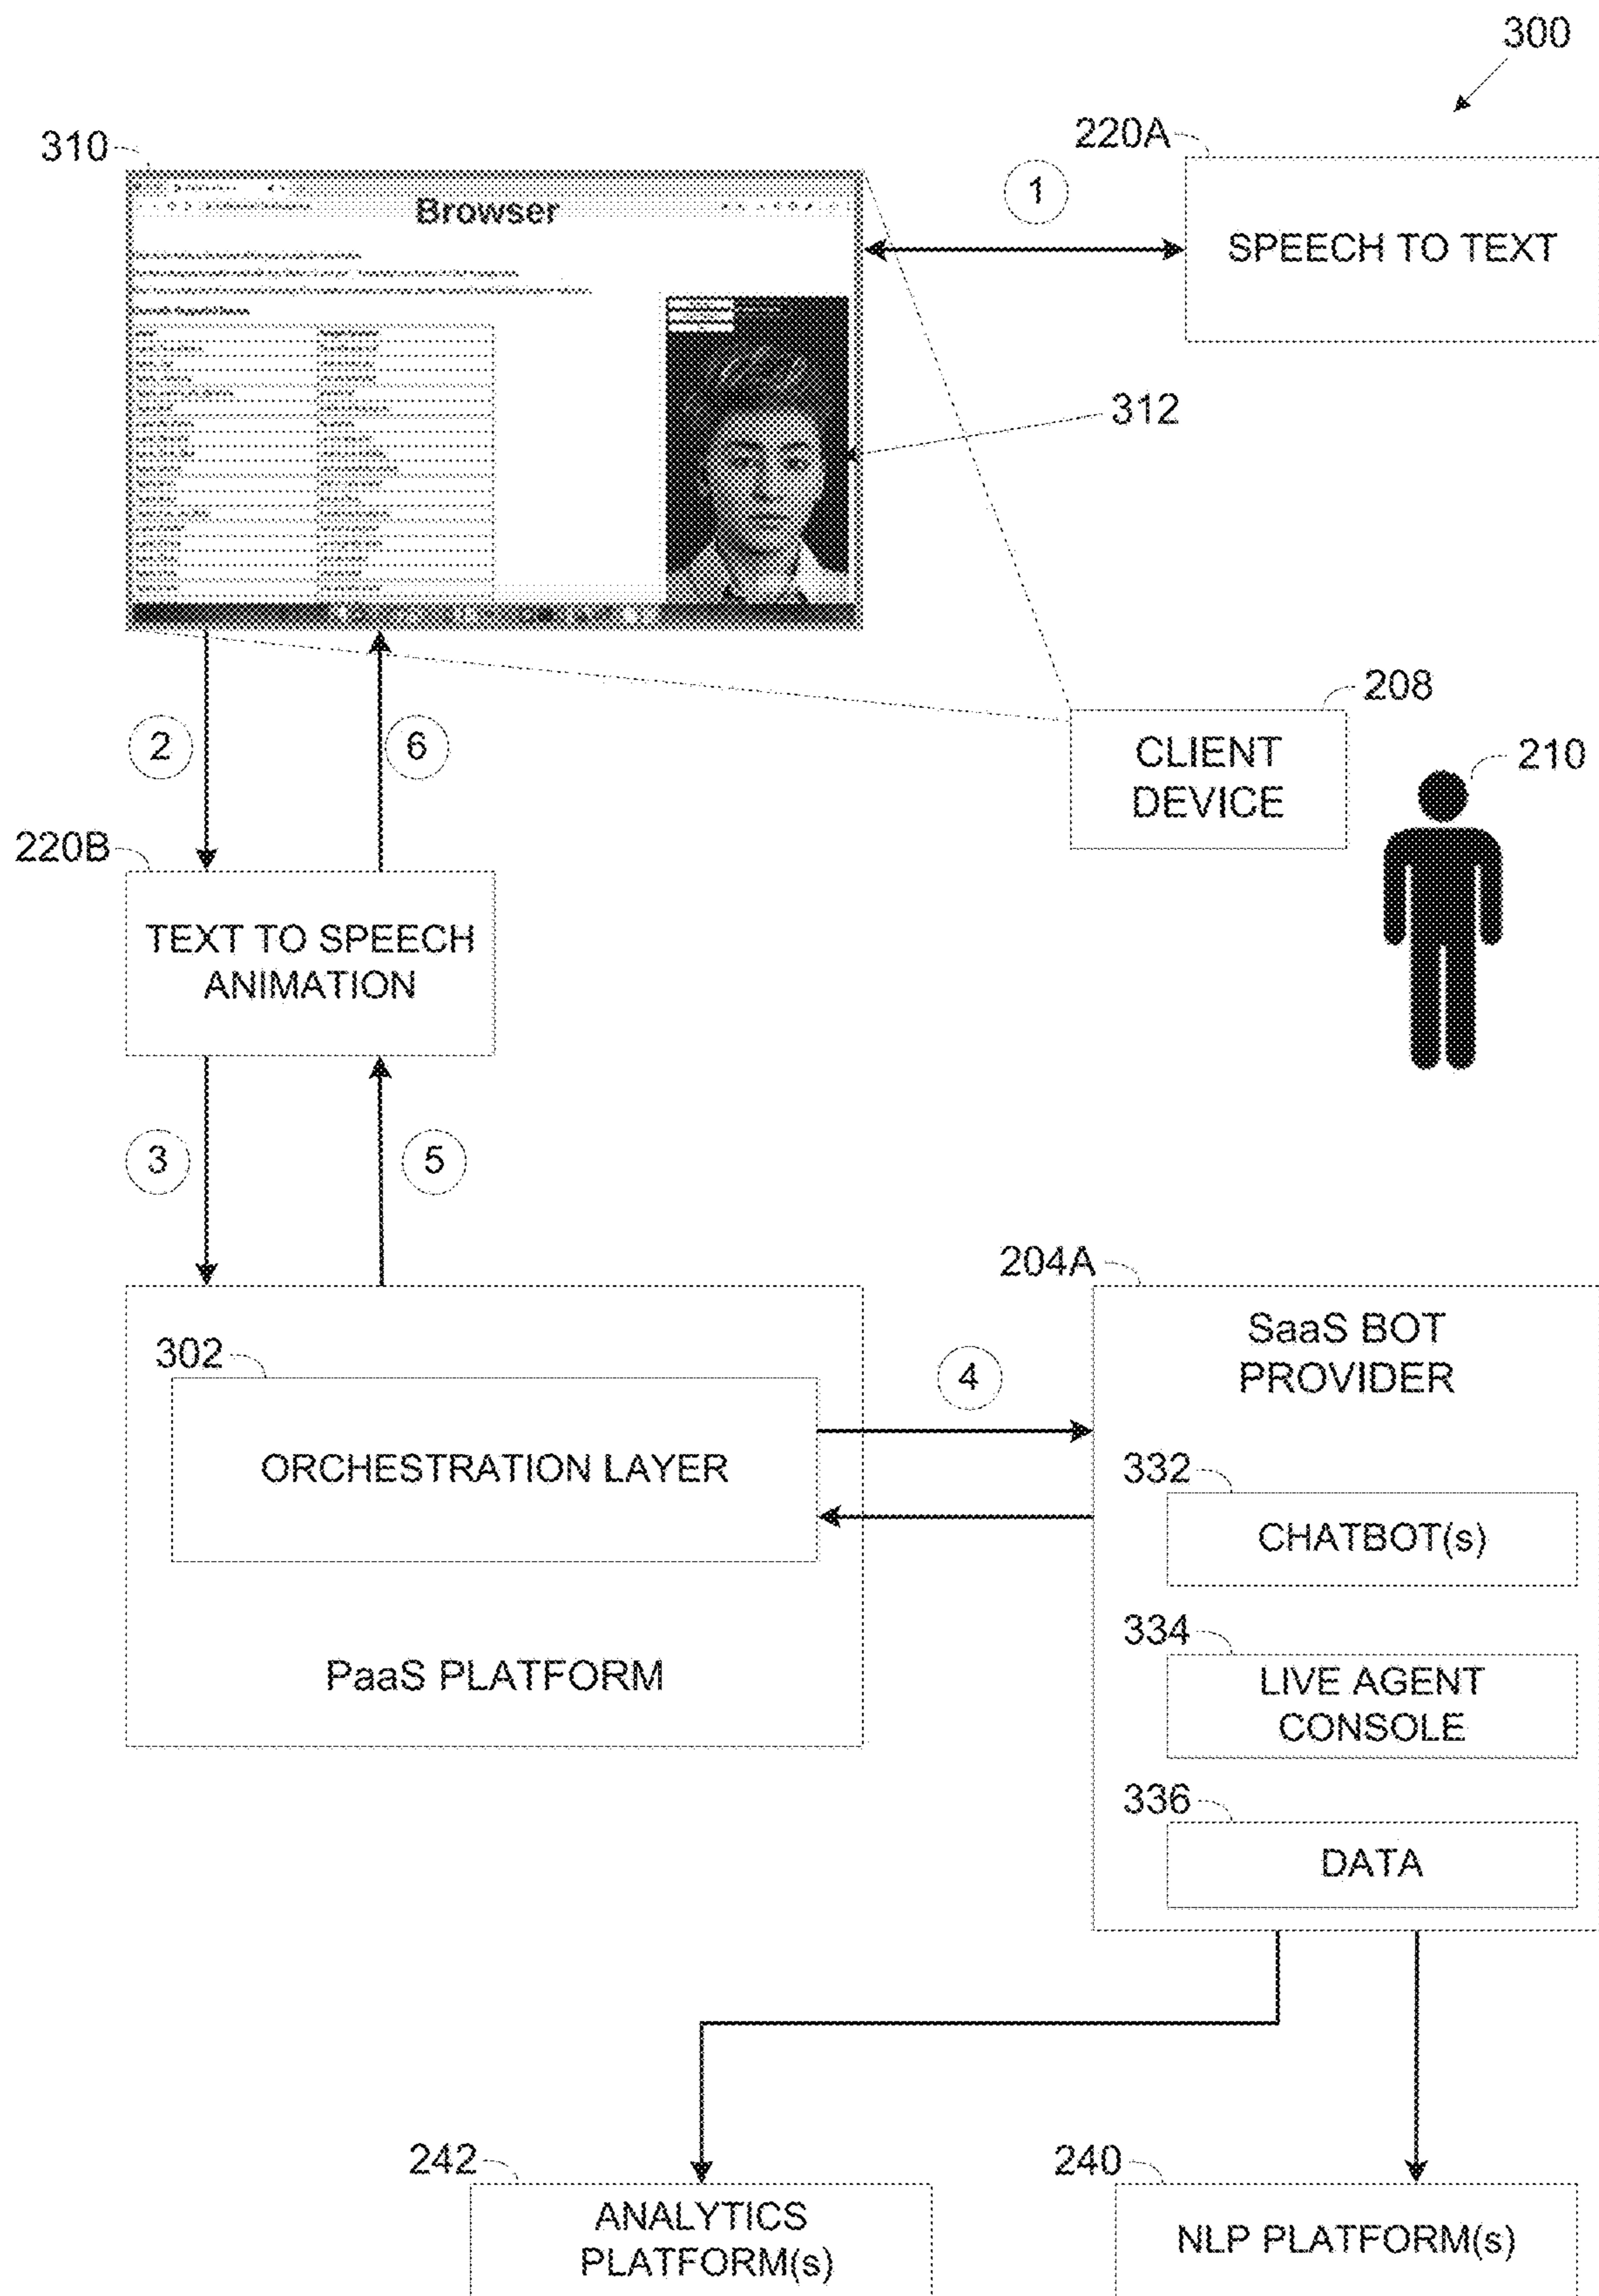 300
220A
310
1
Browser
SPEECH TO TEXT
312
208
CLIENT
DEVICE
210
2
6
220B
TEXT TO SPEECH
ANIMATION
3
5
204A
SaaS BOT
PROVIDER
302
4
ORCHESTRATION LAYER
332
CHATBOT(s)
334
LIVE AGENT
CONSOLE
PaaS PLATFORM
336
DATA
242
240
ANALYTICS
PLATFORM(s)
NLP PLATFORM(s)